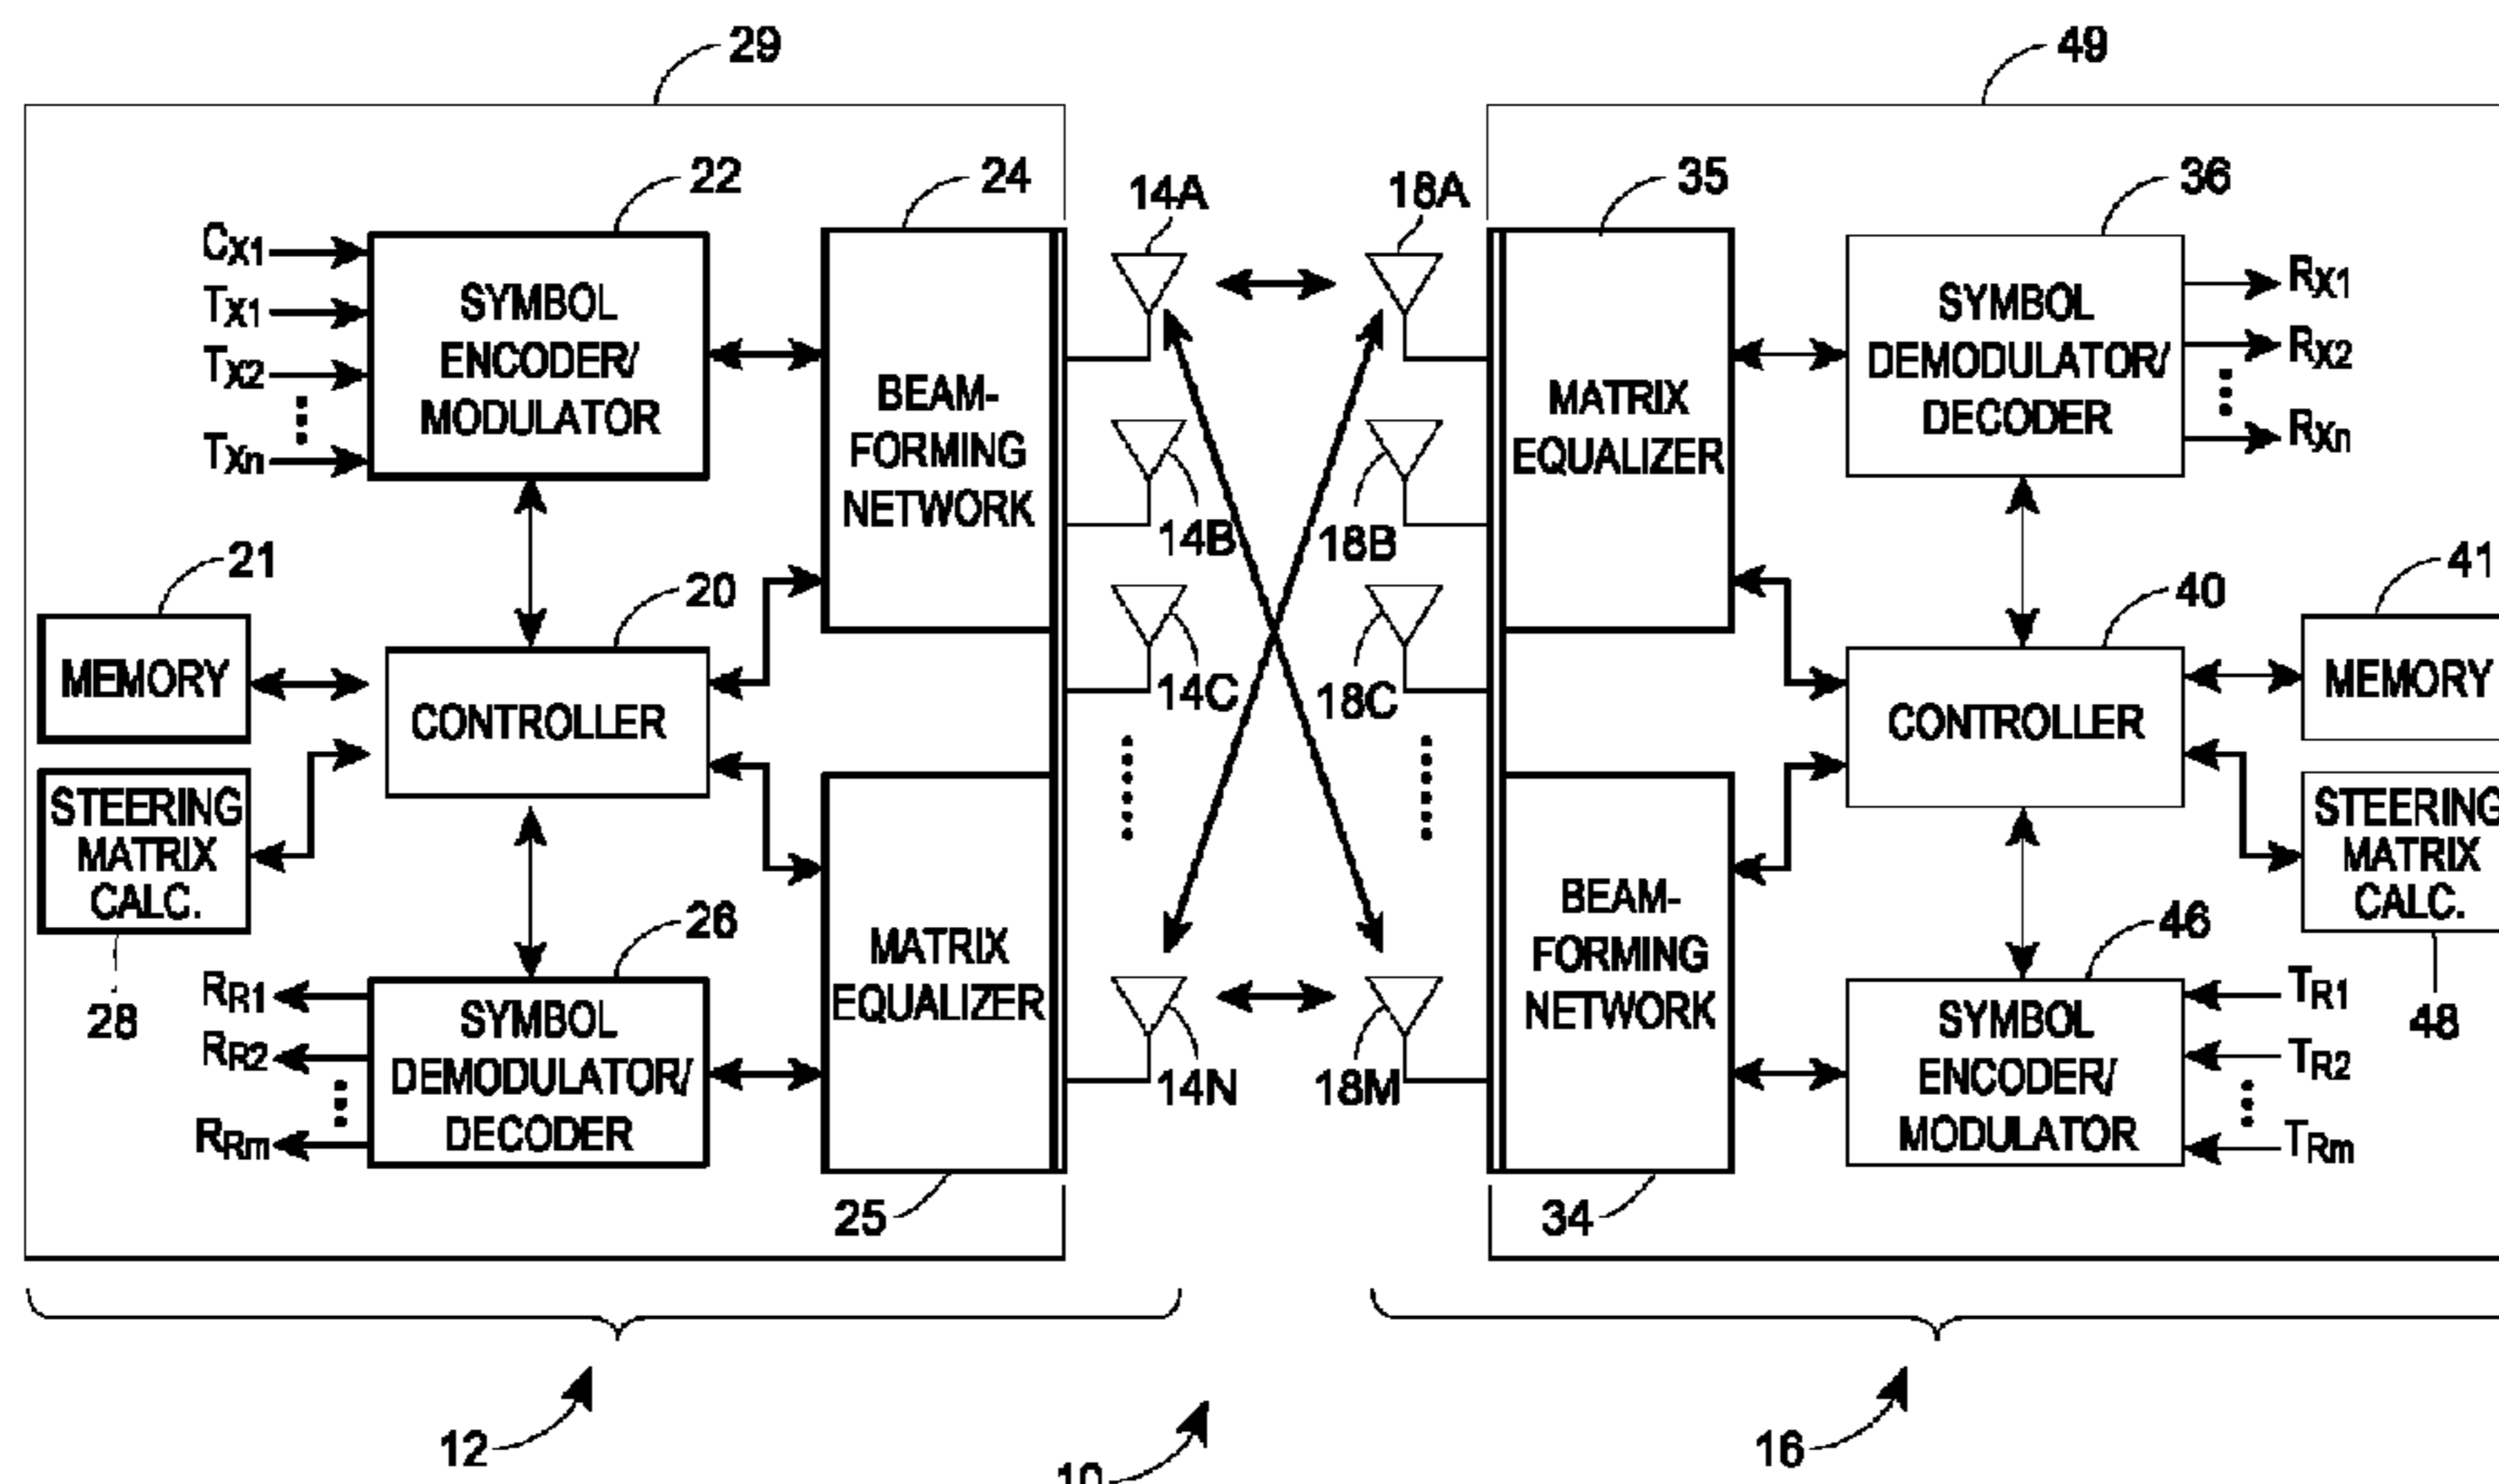 29
49
22
24
14A
18A
35
36
CX1
TX1
TX2
TXn
SYMBOL
ENCODER/
MODULATOR
BEAM-
FORMING
NETWORK
MATRIX
EQUALIZER
SYMBOL
DEMODULATOR/
DECODER
RX1
RX2
RXn
14B
18B
21
20
40
41
MEMORY
CONTROLLER
14C
18C
CONTROLLER
MEMORY
STEERING
MATRIX
CALC.
28
26
MATRIX
EQUALIZER
BEAM-
FORMING
NETWORK
46
STEERING
MATRIX
CALC.
48
RR1
RR2
RRm
SYMBOL
DEMODULATOR/
DECODER
14N
18M
SYMBOL
ENCODER/
MODULATOR
TR1
TR2
TRm
25
34
12
10
16